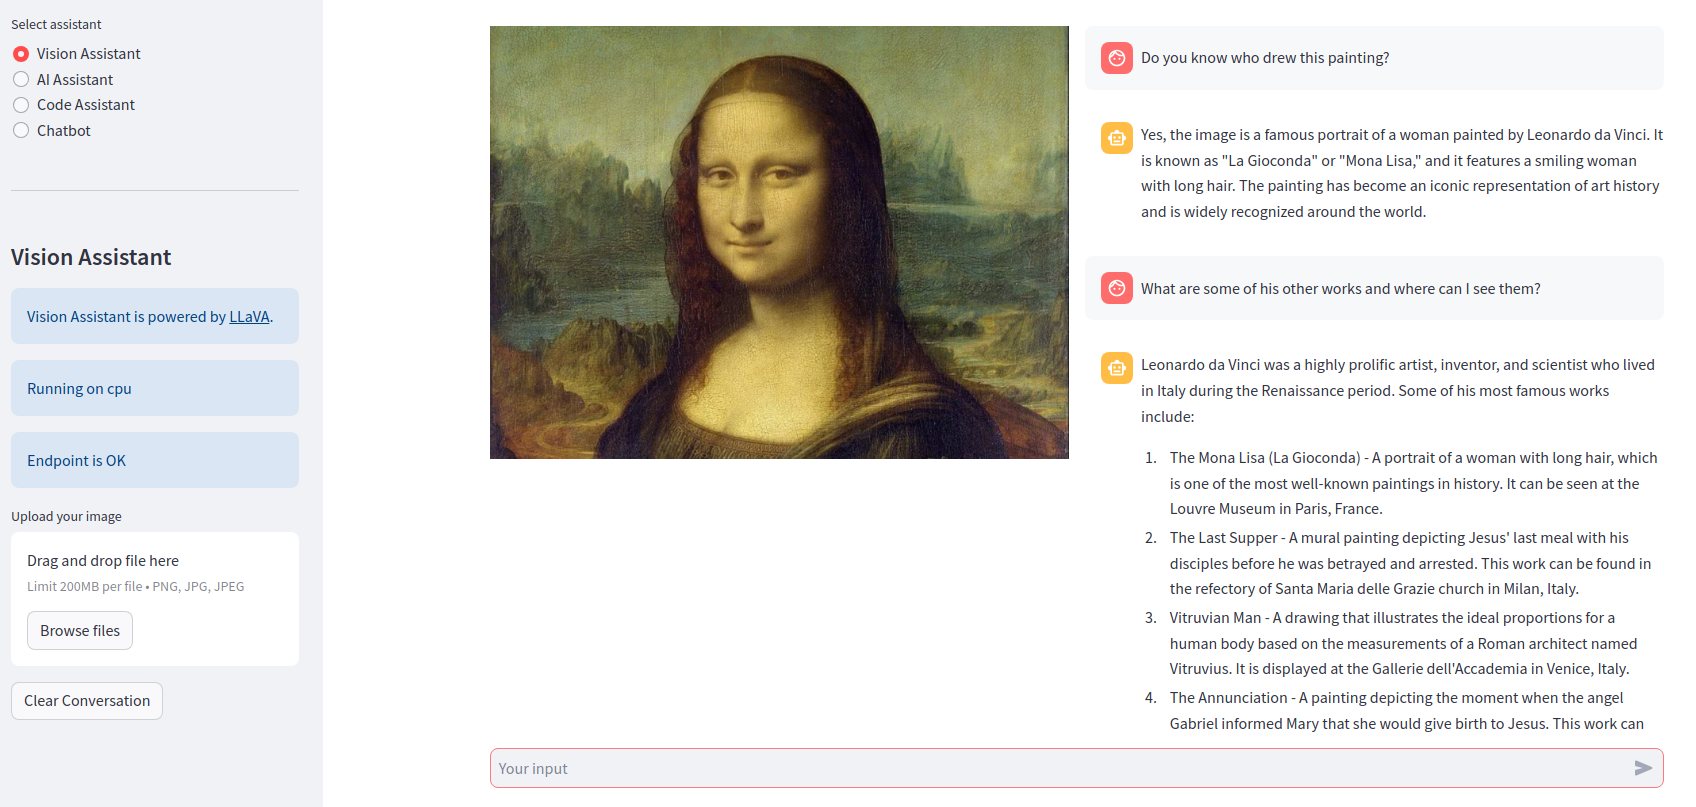 Select assistant
Vision Assistant
AI Assistant
Code Assistant
Chatbot
Vision Assistant
Vision Assistant is powered by LLaVA.
Running on cpu
Endpoint is OK
Upload your image
Drag and drop file here
Limit 200MB per file • PNG, JPG, JPEG
Browse files
Clear Conversation
Do you know who drew this painting?
Yes, the image is a famous portrait of a woman painted by Leonardo da Vinci. It
is known as "La Gioconda" or "Mona Lisa," and it features a smiling woman
with long hair. The painting has become an iconic representation of art history
and is widely recognized around the world.
What are some of his other works and where can I see them?
Leonardo da Vinci was a highly prolific artist, inventor, and scientist who lived
in Italy during the Renaissance period. Some of his most famous works
include:
1. The Mona Lisa (La Gioconda) - A portrait of a woman with long hair, which
is one of the most well-known paintings in history. It can be seen at the
Louvre Museum in Paris, France.
2. The Last Supper - A mural painting depicting Jesus' last meal with his
disciples before he was betrayed and arrested. This work can be found in
the refectory of Santa Maria delle Grazie church in Milan, Italy.
3. Vitruvian Man - A drawing that illustrates the ideal proportions for a
human body based on the measurements of a Roman architect named
Vitruvius. It is displayed at the Gallerie dell'Accademia in Venice, Italy.
4. The Annunciation - A painting depicting the moment when the angel
Gabriel informed Mary that she would give birth to Jesus. This work can
Your input